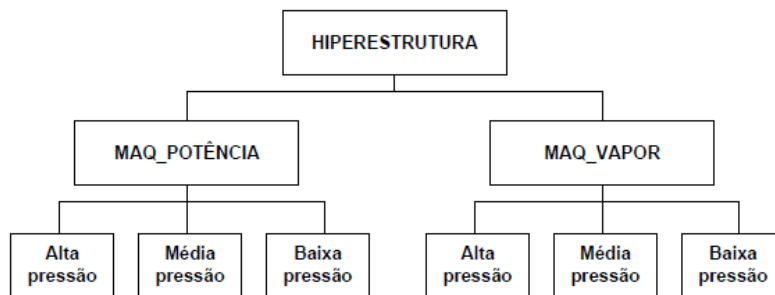 HIPERESTRUTURA
MAQ_POTÊNCIA
MAQ_VAPOR
Alta
pressão
Média
pressão
Baixa
pressão
Alta
pressão
Média
pressão
Baixa
pressão